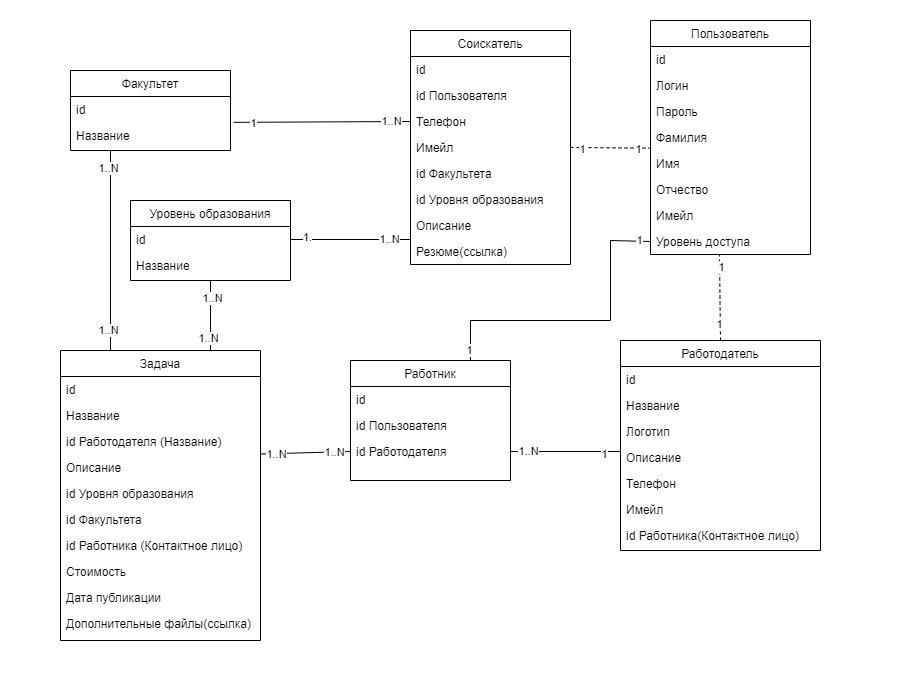 Факультет
id
Название
Соискатель
id
id Пользователя
Телефон
Имейл
id Факультета
id Уровня образования
Описание
Резюме(ссылка)
Пользователь
id
Логин
Пароль
Фамилия
Имя
Отчество
Имейл
Уровень доступа
1
1..N
1
1
1..N
Уровень образования
id
Название
1.
1..N
1
1
1..N
1..N
1..N
1
1
Задача
id
Название
id Работодателя (Название)
Описание
id Уровня образования
id Факультета
id Работника (Контактное лицо)
Стоимость
Дата публикации
Дополнительные файлы(ссылка)
1..N
1..N
Работник
id
id Пользователя
id Работодателя
1..N
1
Работодатель
id
Название
Логотип
Описание
Телефон
Имейл
id Работника(Контактное лицо)